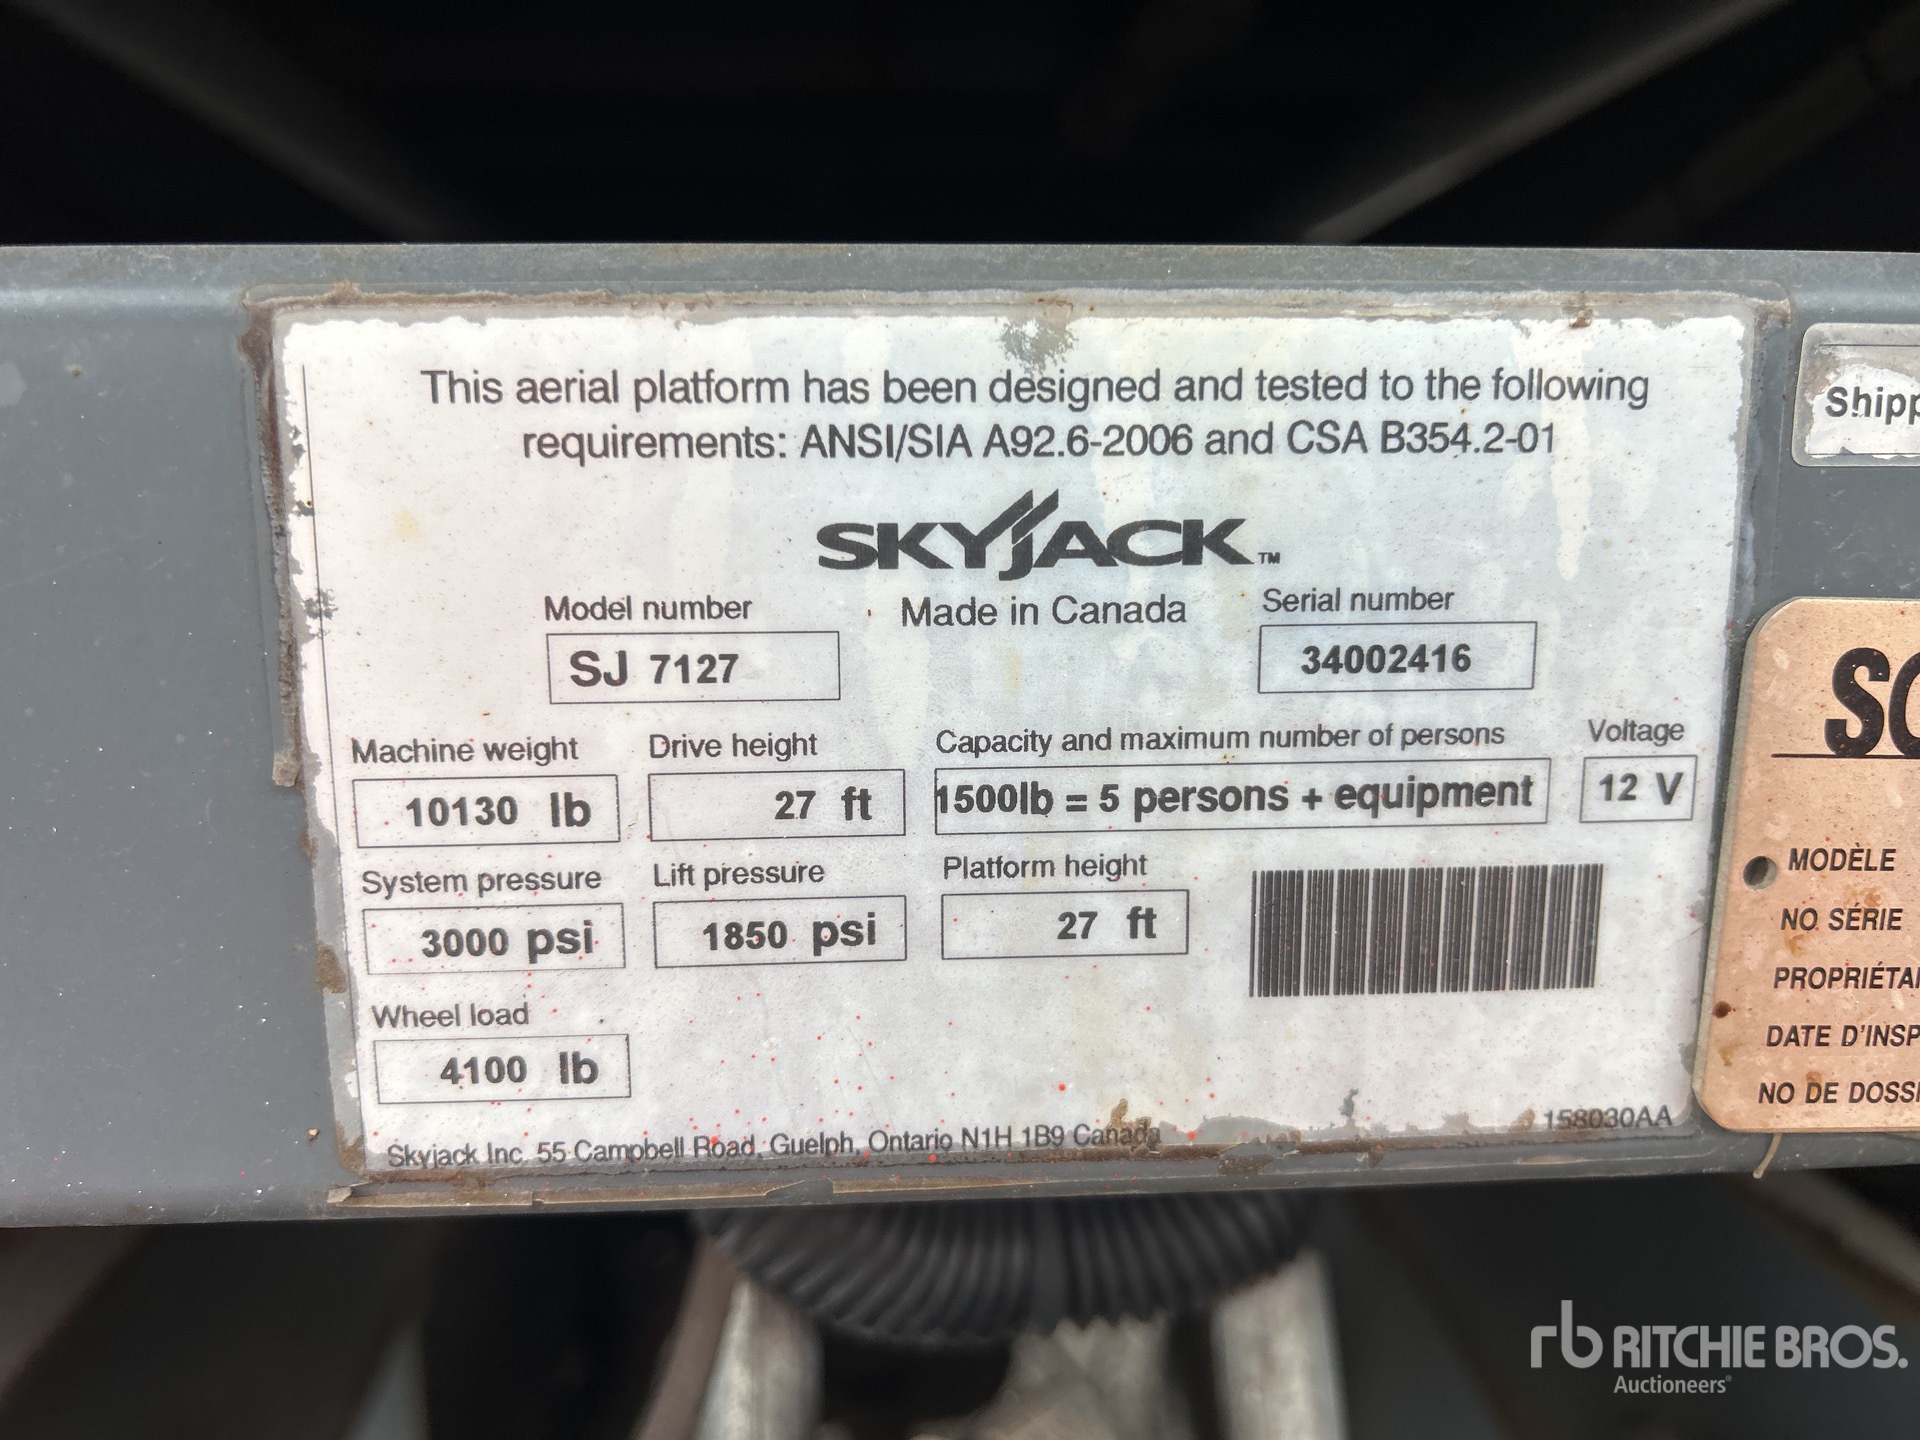 This aerial platform has been designed and tested to the following
requirements: ANSI/SIA A92.6-2006 and CSA B354.2-01
SKYJACK™
Model number
Made in Canada
Serial number
SJ 7127
34002416
Machine weight
Drive height
Capacity and maximum number of persons
Voltage
10130 lb
27 ft
1500lb = 5 persons + equipment
12 V
System pressure
Lift pressure
Platform height
3000 psi
1850 psi
27 ft
Wheel load
4100 lb
Skyjack Inc. 55 Campbell Road, Guelph, Ontario N1H 1B9 Canada
158030AA
MODÈLE
NO SÉRIE
NO DE
DATE
rb RITCHIE BROS.
Auctioneers®